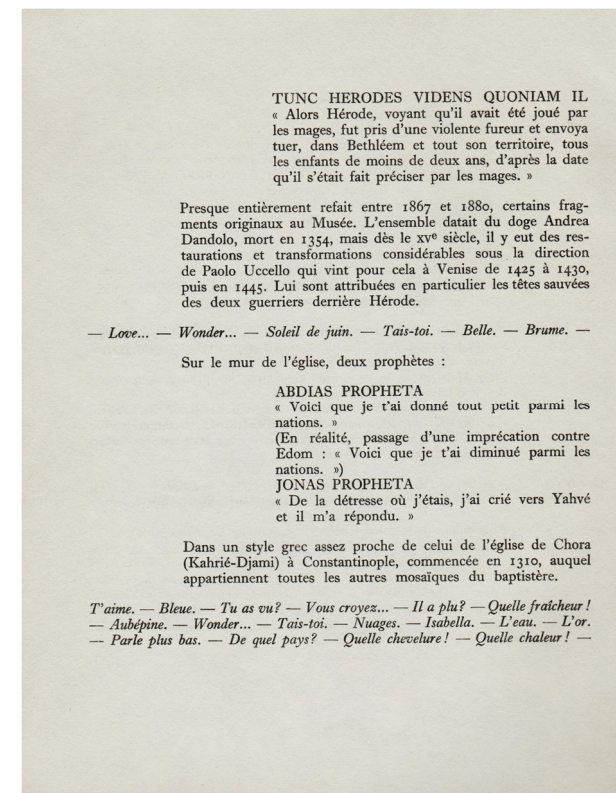 TUNC HERODES VIDENS QUONIAM IL
« Alors Hérode, voyant qu'il avait été joué par
les mages, fut pris d'une violente fureur et envoya
tuer, dans Bethléem et tout son territoire, tous
les enfants de moins de deux ans, d'après la date
qu'il s'était fait préciser par les mages. »
Presque entièrement refait entre 1867 et 1880, certains frag-
ments originaux au Musée. L'ensemble datait du doge Andrea
Dandolo, mort en 1354, mais dès le XVe siècle, il y eut des res-
taurations et transformations considérables sous la direction
de Paolo Uccello qui vint pour cela à Venise de 1425 à 1430,
puis en 1445. Lui sont attribuées en particulier les têtes sauvées
des deux guerriers derrière Hérode.
— Love... — Wonder... — Soleil de juin. — Tais-toi. — Belle. — Brume. —
Sur le mur de l'église, deux prophètes :
ABDIAS PROPHETA
« Voici que je t'ai donné tout petit parmi les
nations. »
(En réalité, passage d'une imprécation contre
Edom : « Voici que je t'ai diminué parmi les
nations. »)
JONAS PROPHETA
« De la détresse où j'étais, j'ai crié vers Yahvé
et il m'a répondu. »
Dans un style grec assez proche de celui de l'église de Chora
(Kahrié-Djami) à Constantinople, commencée en 1310, auquel
appartiennent toutes les autres mosaïques du baptistère.
T'aime. — Bleue. — Tu as vu? — Vous croyez... — Il a plu? — Quelle fraîcheur !
— Aubépine. — Wonder... — Tais-toi. — Nuages. — Isabella. — L'eau. — L'or.
— Parle plus bas. — De quel pays? — Quelle chevelure ! — Quelle chaleur ! —